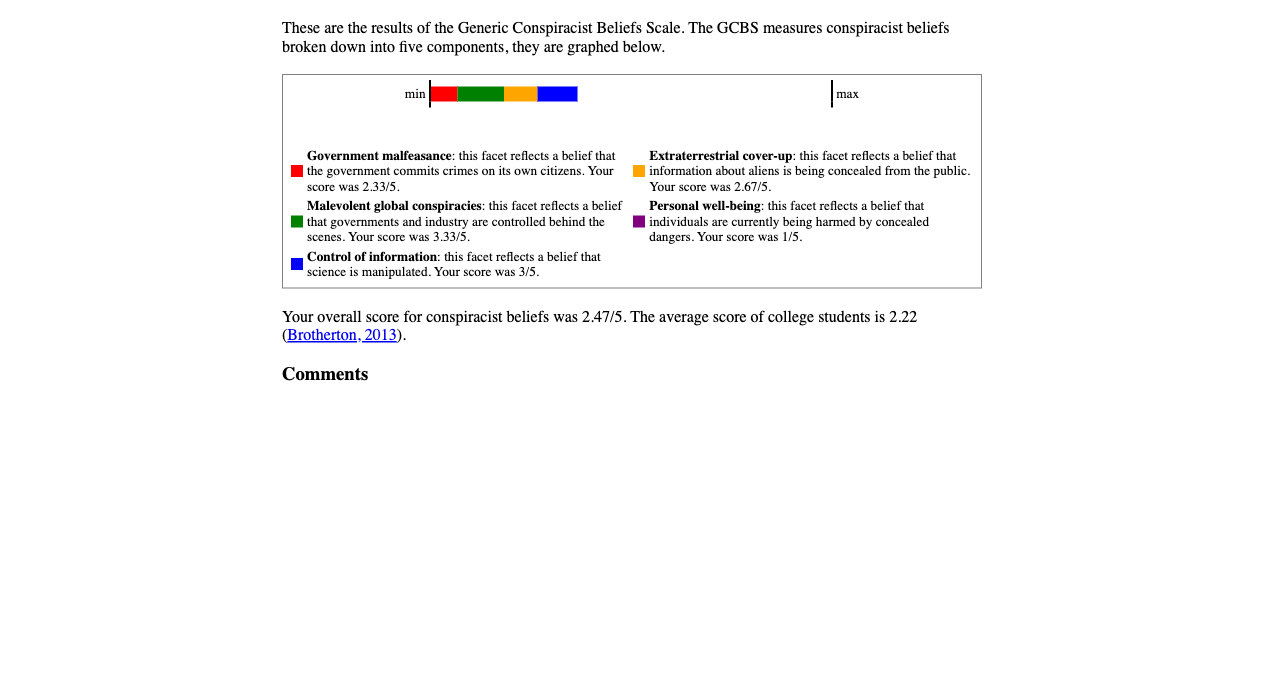 These are the results of the Generic Conspiracist Beliefs Scale. The GCBS measures conspiracist beliefs
broken down into five components, they are graphed below.
min
max
Government malfeasance: this facet reflects a belief that
the government commits crimes on its own citizens. Your
score was 2.33/5.
Extraterrestrial cover-up: this facet reflects a belief that
information about aliens is being concealed from the public.
Your score was 2.67/5.
Malevolent global conspiracies: this facet reflects a belief
that governments and industry are controlled behind the
scenes. Your score was 3.33/5.
Personal well-being: this facet reflects a belief that
individuals are currently being harmed by concealed
dangers. Your score was 1/5.
Control of information: this facet reflects a belief that
science is manipulated. Your score was 3/5.
Your overall score for conspiracist beliefs was 2.47/5. The average score of college students is 2.22
(Brotherton, 2013).
Comments